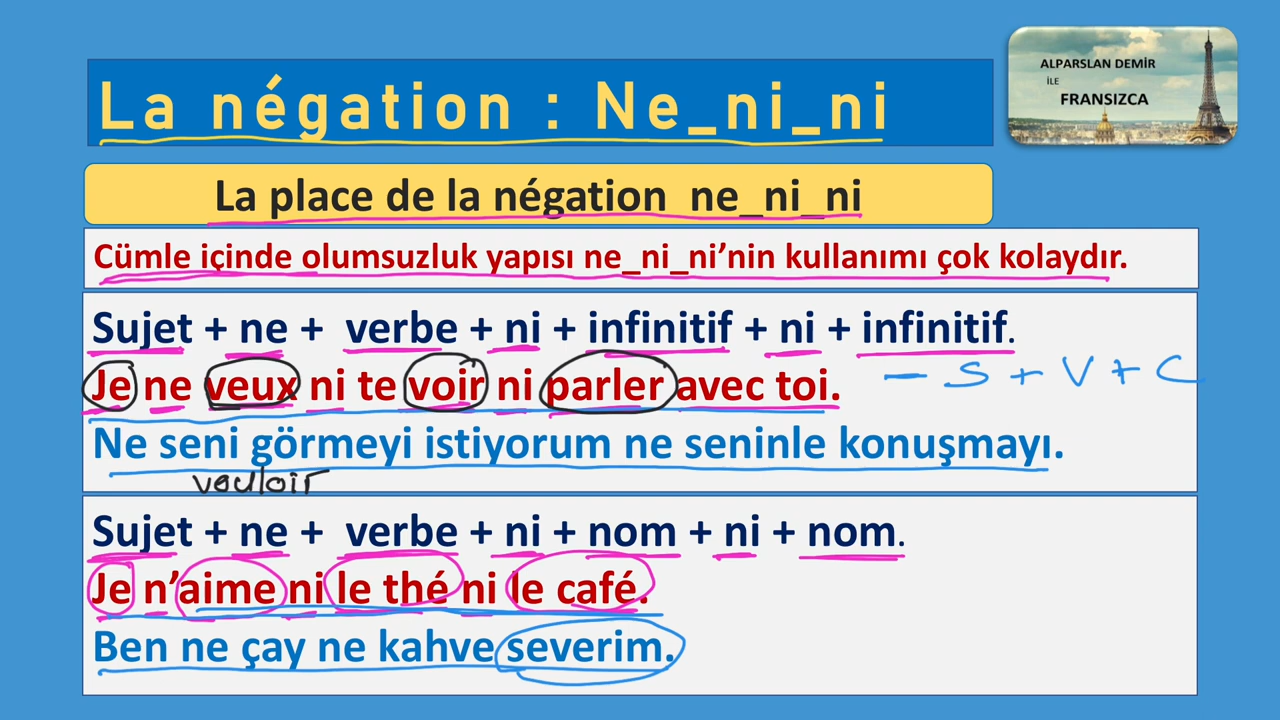 La négation : Ne_ni_ni
ALPARSLAN DEMİR
İLE
FRANSIZCA
La place de la négation ne_ni_ni
Cümle içinde olumsuzluk yapısı ne_ni_ni’nin kullanımı çok kolaydır.
Sujet + ne + verbe + ni + infinitif + ni + infinitif.
Je ne veux ni te voir ni parler avec toi.
– S + V + C
Ne seni görmeyi istiyorum ne seninle konuşmayı.
vouloir
Sujet + ne + verbe + ni + nom + ni + nom.
Je n’aime ni le thé ni le café.
Ben ne çay ne kahve severim.